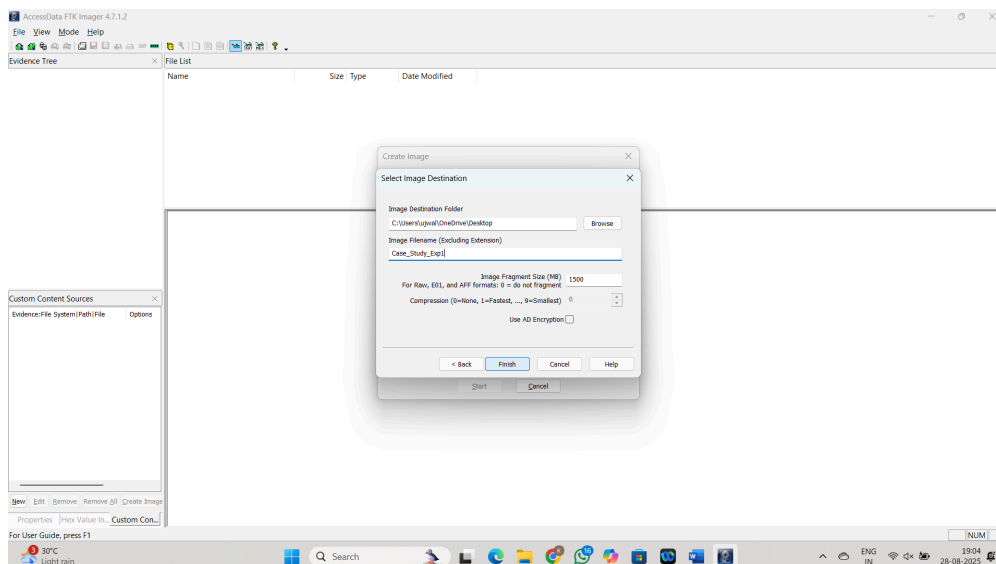 AccessData FTK Imager 4.7.1.2
File View Mode Help
Evidence Tree
File List
Name Size Type Date Modified
Create Image
Select Image Destination
Image Destination Folder
C:\Users\ujwal\OneDrive\Desktop
Browse
Image Filename (Excluding Extension)
Case_Study_Exp1
Image Fragment Size (MB)
For Raw, E01, and AFF formats: 0 = do not fragment
1500
Compression (0=None, 1=Fastest, ..., 9=Smallest)
0
Use AD Encryption
< Back Finish Cancel Help
Start Cancel
Custom Content Sources
Evidence:File System|Path|File Options
New Edit Remove Remove All Create Image
Properties Hex Value In... Custom Con...
For User Guide, press F1
NUM
3
30°C
Light rain
Search
16
ENG
IN
19:04
28-08-2025